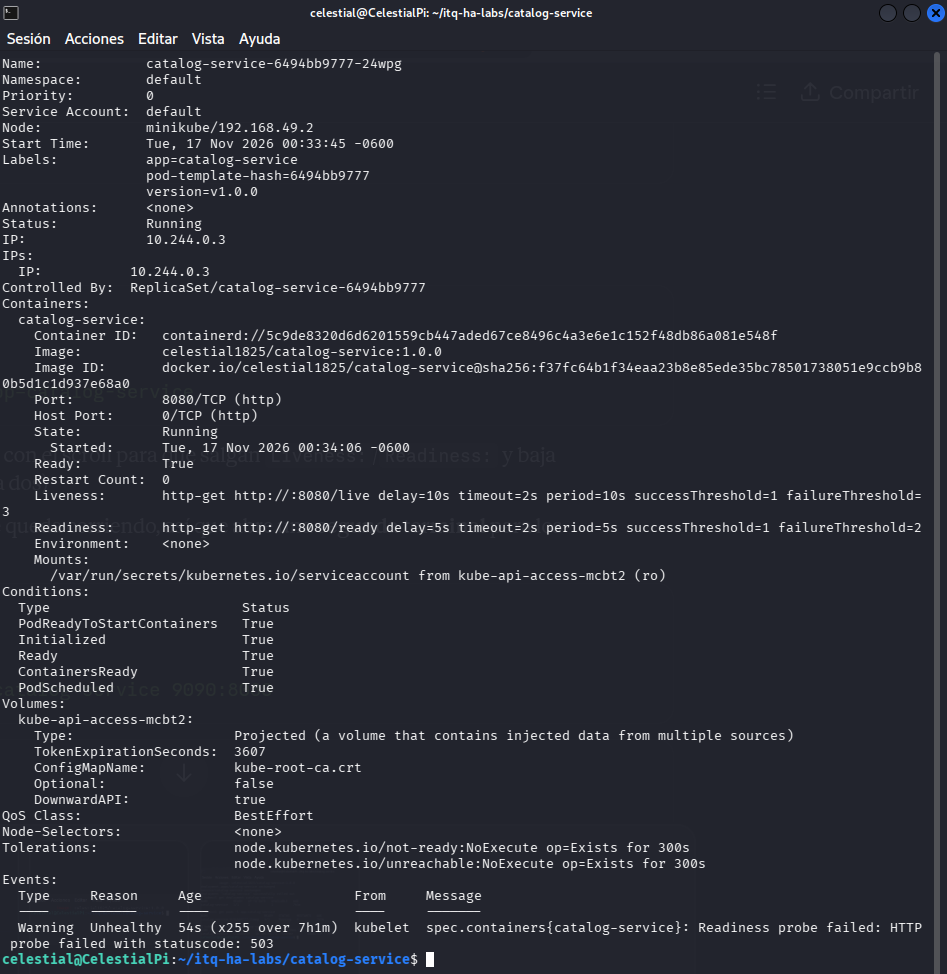 celestial@CelestialPi: ~/itq-ha-labs/catalog-service
Sesión Acciones Editar Vista Ayuda
Name: catalog-service-6494bb9777-24wpg
Namespace: default
Priority: 0
Service Account: default
Node: minikube/192.168.49.2
Start Time: Tue, 17 Nov 2026 00:33:45 -0600
Labels: app=catalog-service
pod-template-hash=6494bb9777
version=v1.0.0
Annotations: <none>
Status: Running
IP: 10.244.0.3
IPs:
IP: 10.244.0.3
Controlled By: ReplicaSet/catalog-service-6494bb9777
Containers:
catalog-service:
Container ID: containerd://5c9de8320d6d6201559cb447aded67ce8496c4a3e6e1c152f48db86a081e548f
Image: celestial1825/catalog-service:1.0.0
Image ID: docker.io/celestial1825/catalog-service@sha256:f37fc64b1f34eaa23b8e85ede35bc78501738051e9ccb9b8
0b5d1c1d937e68a0
Port: 8080/TCP (http)
Host Port: 0/TCP (http)
State: Running
Started: Tue, 17 Nov 2026 00:34:06 -0600
Ready: True
Restart Count: 0
Liveness: http-get http://:8080/live delay=10s timeout=2s period=10s successThreshold=1 failureThreshold=
3
Readiness: http-get http://:8080/ready delay=5s timeout=2s period=5s successThreshold=1 failureThreshold=2
Environment: <none>
Mounts:
/var/run/secrets/kubernetes.io/serviceaccount from kube-api-access-mcbt2 (ro)
Conditions:
Type Status
PodReadyToStartContainers True
Initialized True
Ready True
ContainersReady True
PodScheduled True
Volumes:
kube-api-access-mcbt2:
Type: Projected (a volume that contains injected data from multiple sources)
TokenExpirationSeconds: 3607
ConfigMapName: kube-root-ca.crt
Optional: false
DownwardAPI: true
QoS Class: BestEffort
Node-Selectors: <none>
Tolerations: node.kubernetes.io/not-ready:NoExecute op=Exists for 300s
node.kubernetes.io/unreachable:NoExecute op=Exists for 300s
Events:
Type Reason Age From Message
Warning Unhealthy 54s (x255 over 7h1m) kubelet spec.containers{catalog-service}: Readiness probe failed: HTTP
probe failed with statuscode: 503
celestial@CelestialPi:~/itq-ha-labs/catalog-service$
Compartir